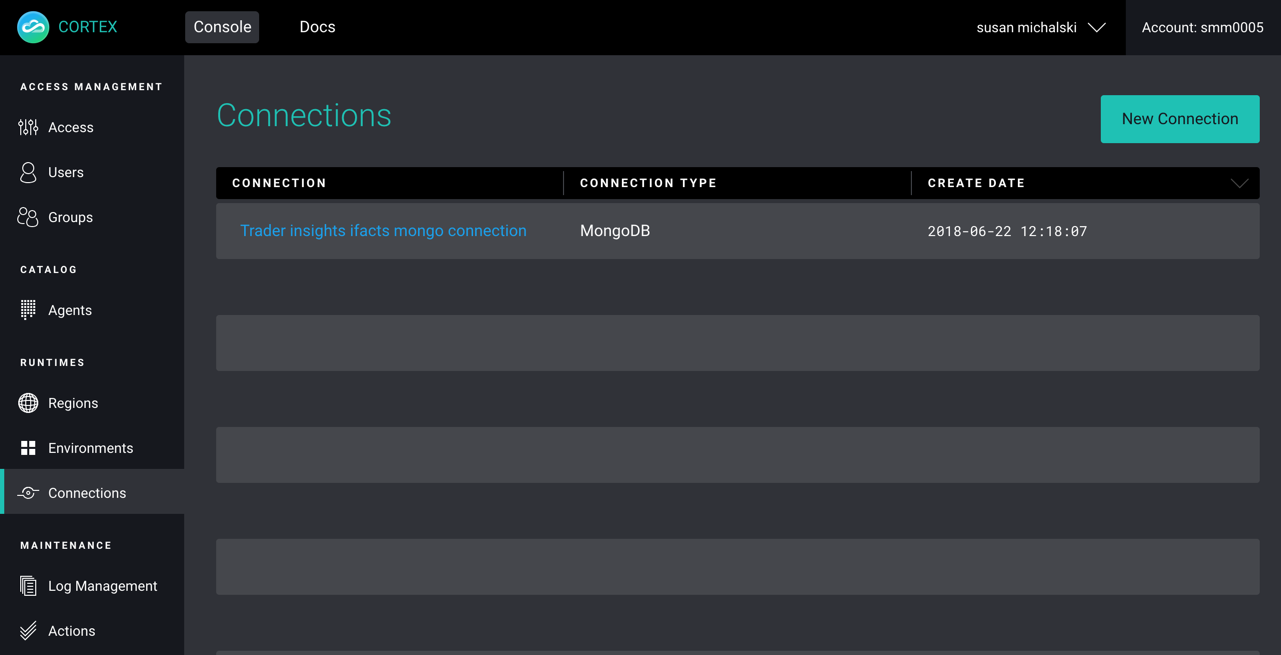 CORTEX
Console
Docs
susan michalski
Account: smm0005
ACCESS MANAGEMENT
Access
Users
Groups
CATALOG
Agents
RUNTIMES
Regions
Environments
Connections
MAINTENANCE
Log Management
Actions
Connections
New Connection
CONNECTION CONNECTION TYPE CREATE DATE
Trader insights ifacts mongo connection MongoDB 2018-06-22 12:18:07